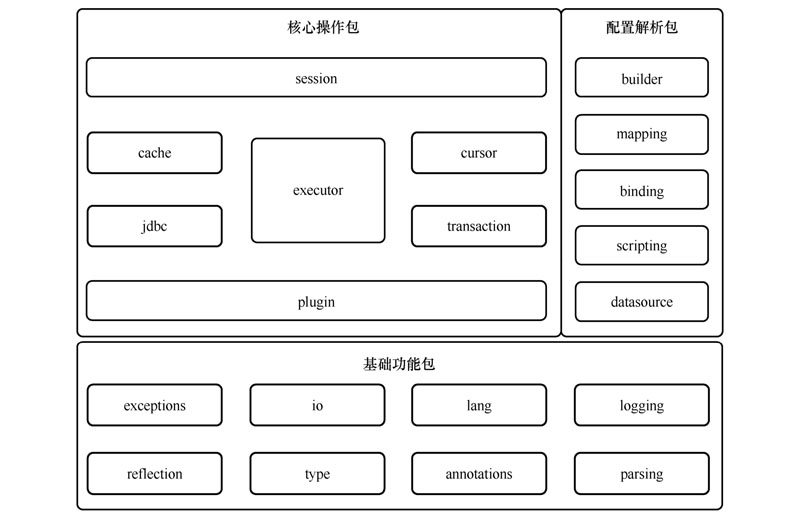 核心操作包
session
cache
executor
cursor
jdbc
transaction
plugin
配置解析包
builder
mapping
binding
scripting
datasource
基础功能包
exceptions
io
lang
logging
reflection
type
annotations
parsing